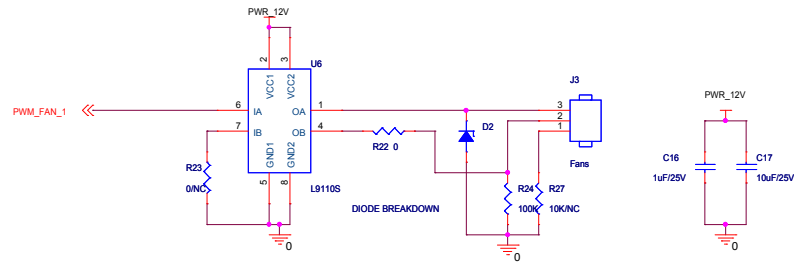 PWR_12V
U6
2
3
VCC1
VCC2
J3
PWR_12V
PWM_FAN_1
6
IA
OA
1
3
2
7
IB
OB
4
1
D2
R22 0
GND1
GND2
Fans
C16
1uF/25V
C17
10uF/25V
R23
0/NC
5
8
L9110S
DIODE BREAKDOWN
R24
100K
R27
10K/NC
0
0
0